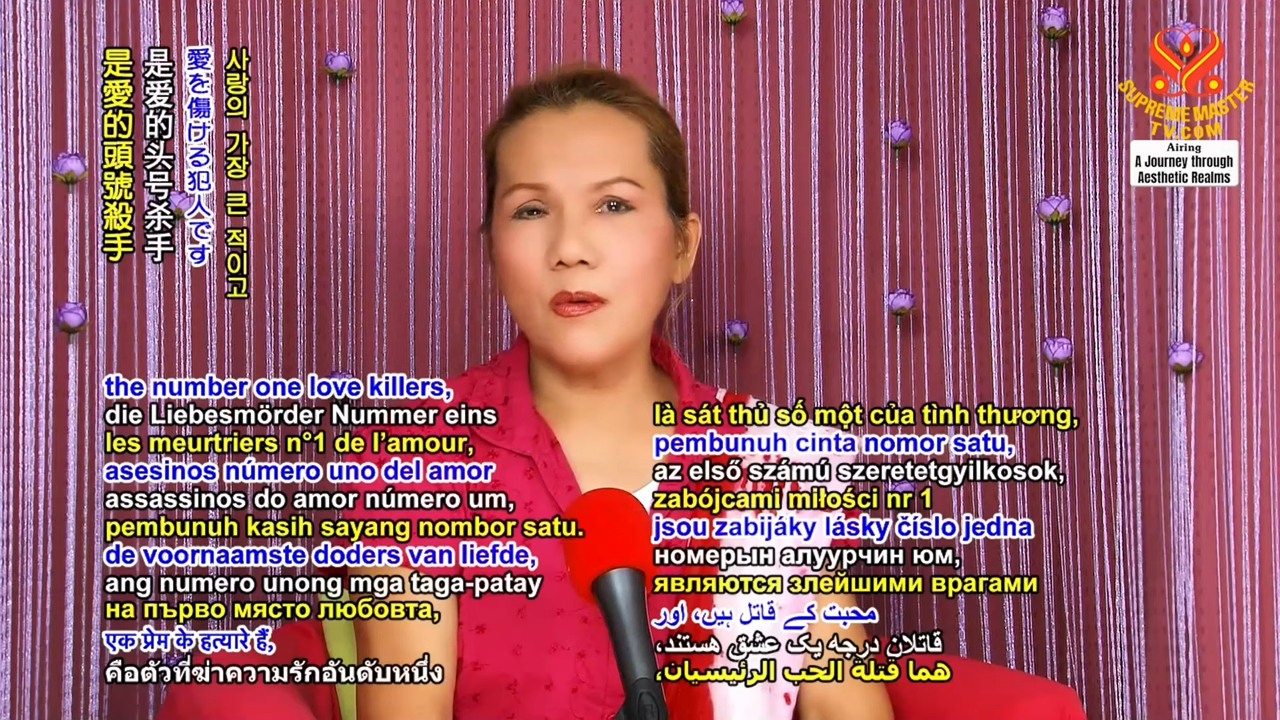 是愛的頭號殺手
是爱的头号杀手
愛を傷ける犯人です
사랑의 가장 큰 적이고
SUPREME MASTER
TV.COM
Airing
A Journey through
Aesthetic Realms
the number one love killers,
die Liebesmörder Nummer eins
les meurtriers n°1 de l’amour,
asesinos número uno del amor
assassinos do amor número um,
pembunuh kasih sayang nombor satu.
de voornaamste doders van liefde,
ang numero unong mga taga-patay
на първо място любовта,
एक प्रेम के हत्यारे हैं,
คือตัวที่ฆ่าความรักอันดับหนึ่ง
là sát thủ số một của tình thương,
pembunuh cinta nomor satu,
az első számú szeretetgyilkosok,
zabójcami miłości nr 1
jsou zabijáky lásky číslo jedna
номерын алуурчин юм,
являются злейшими врагами
محبت کے قاتل ہیں، اور
قاتلان درجه یک عشق هستند،
هما قتلة الحب الرئيسيان،